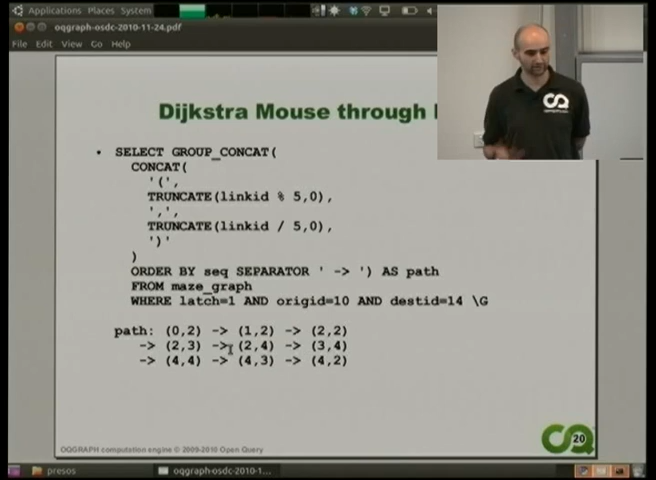 Applications Places System
oqgraph-osdc-2010-11-24.pdf
File Edit View Go Help
Dijkstra Mouse through
• SELECT GROUP_CONCAT(
CONCAT(
'(',
TRUNCATE(linkid % 5,0),
',',
TRUNCATE(linkid / 5,0),
')'
)
ORDER BY seq SEPARATOR ' -> ') AS path
FROM maze_graph
WHERE latch=1 AND origid=10 AND destid=14 \G
path: (0,2) -> (1,2) -> (2,2)
-> (2,3) -> (2,4) -> (3,4)
-> (4,4) -> (4,3) -> (4,2)
20
OQGRAPH computation engine © 2009-2010 Open Query
presos
oqgraph-osdc-2010-1...